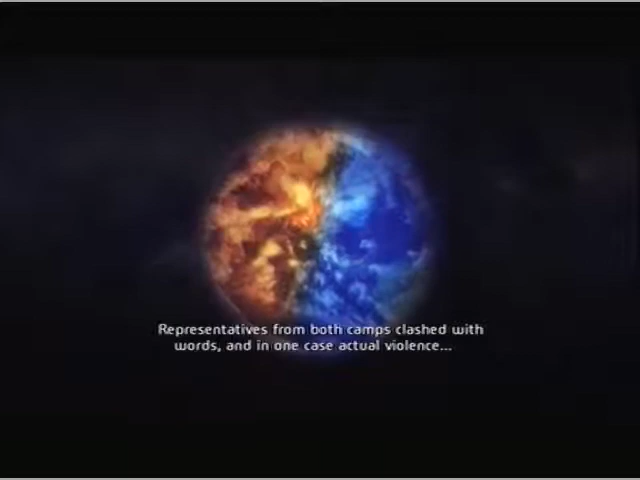 Representatives from both camps clashed with
words, and in one case actual violence...